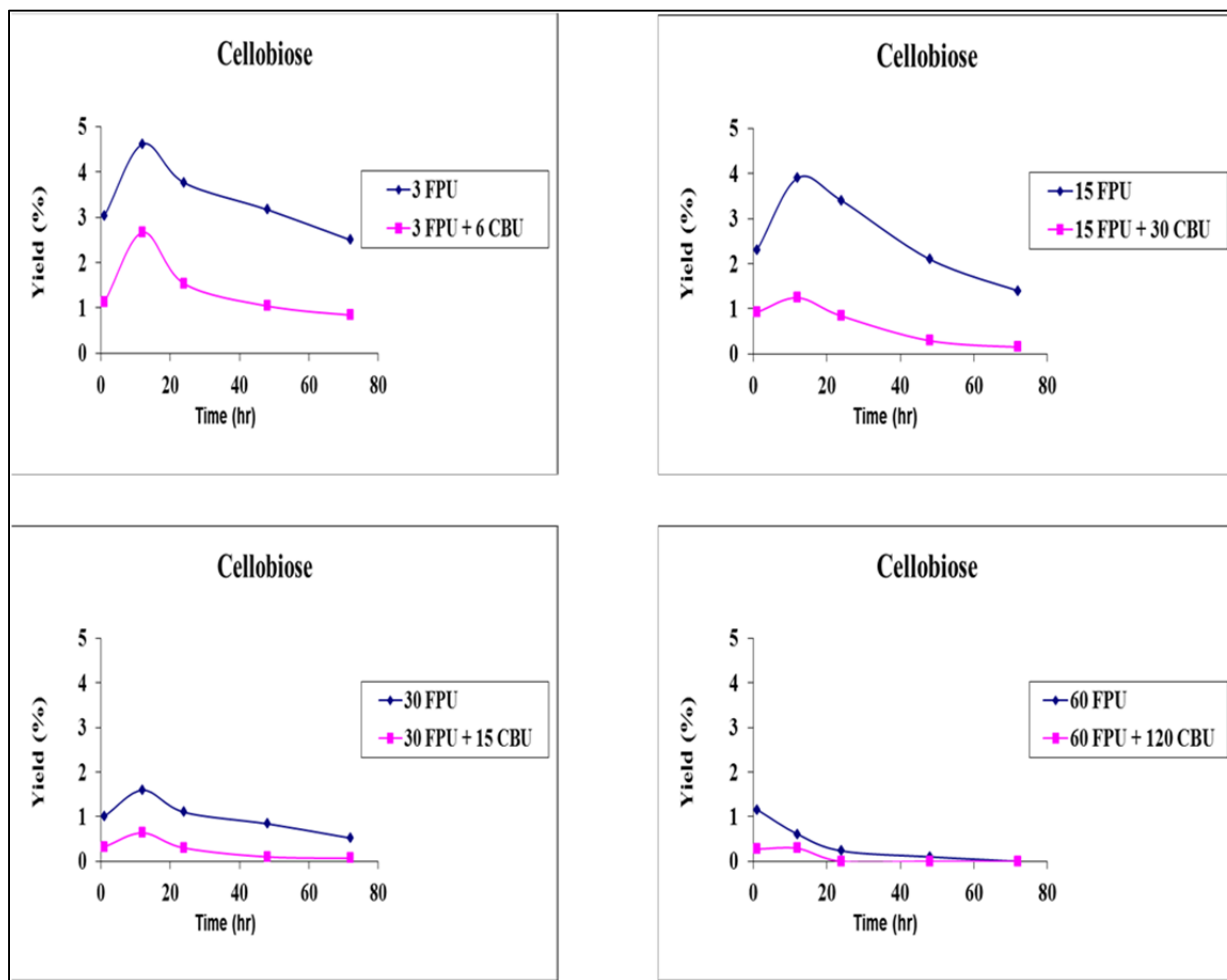 Cellobiose
5
4
3
2
1
0
Yield (%)
0 20 40 60 80
Time (hr)
3 FPU
3 FPU + 6 CBU
Cellobiose
5
4
3
2
1
0
Yield (%)
0 20 40 60 80
Time (hr)
15 FPU
15 FPU + 30 CBU
Cellobiose
5
4
3
2
1
0
Yield (%)
0 20 40 60 80
Time (hr)
30 FPU
30 FPU + 15 CBU
Cellobiose
5
4
3
2
1
0
Yield (%)
0 20 40 60 80
Time (hr)
60 FPU
60 FPU + 120 CBU